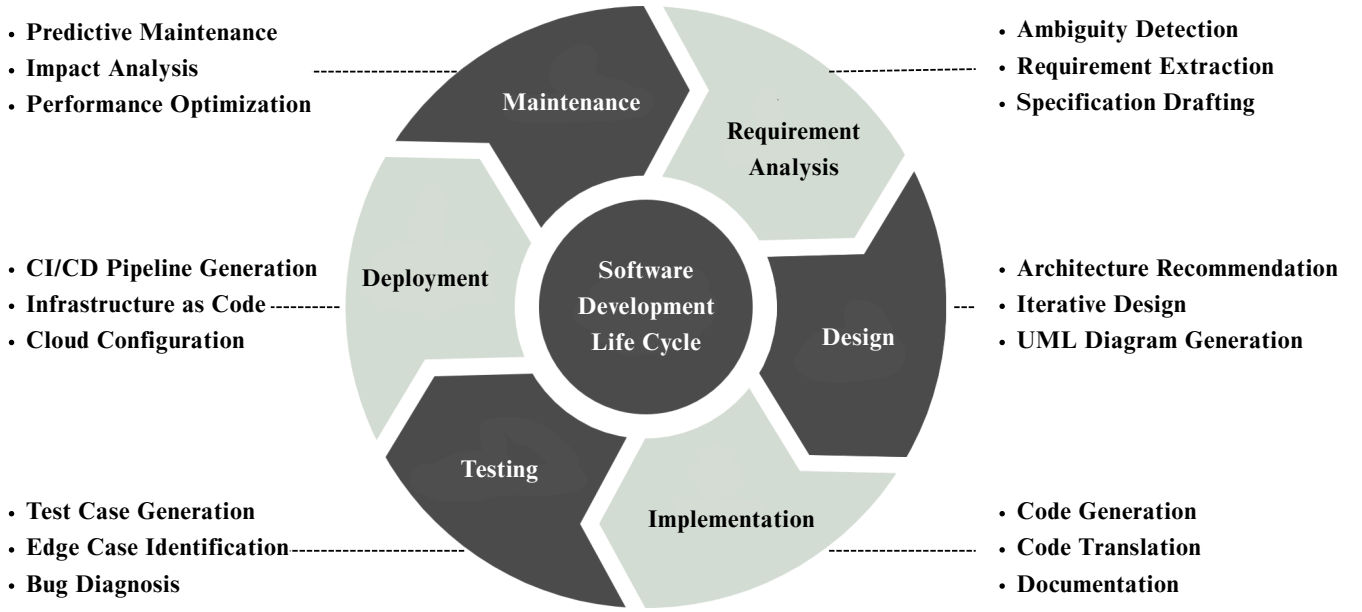 • Predictive Maintenance
• Impact Analysis
• Performance Optimization
Maintenance
Requirement
Analysis
• Ambiguity Detection
• Requirement Extraction
• Specification Drafting
• CI/CD Pipeline Generation
• Infrastructure as Code
• Cloud Configuration
Deployment
Software
Development
Life Cycle
Design
• Architecture Recommendation
• Iterative Design
• UML Diagram Generation
• Test Case Generation
• Edge Case Identification
• Bug Diagnosis
Testing
Implementation
• Code Generation
• Code Translation
• Documentation